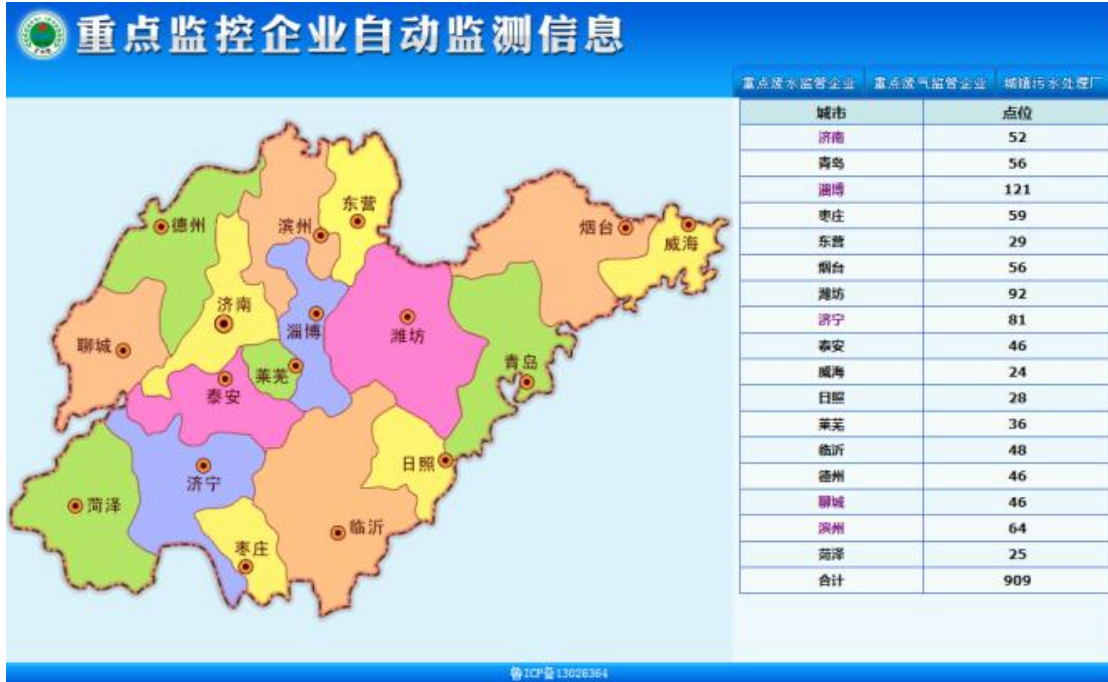 重点监控企业自动监测信息
重点废水监管企业 重点废气监管企业 城镇污水处理厂
城市 点位
济南 52
青岛 56
淄博 121
枣庄 59
东营 29
烟台 56
潍坊 92
济宁 81
泰安 46
威海 24
日照 28
莱芜 36
临沂 48
德州 46
聊城 46
滨州 64
菏泽 25
合计 909
东营
德州
滨州
烟台
威海
济南
淄博
潍坊
聊城
青岛
莱芜
泰安
日照
济宁
菏泽
临沂
枣庄
鲁ICP备13026364